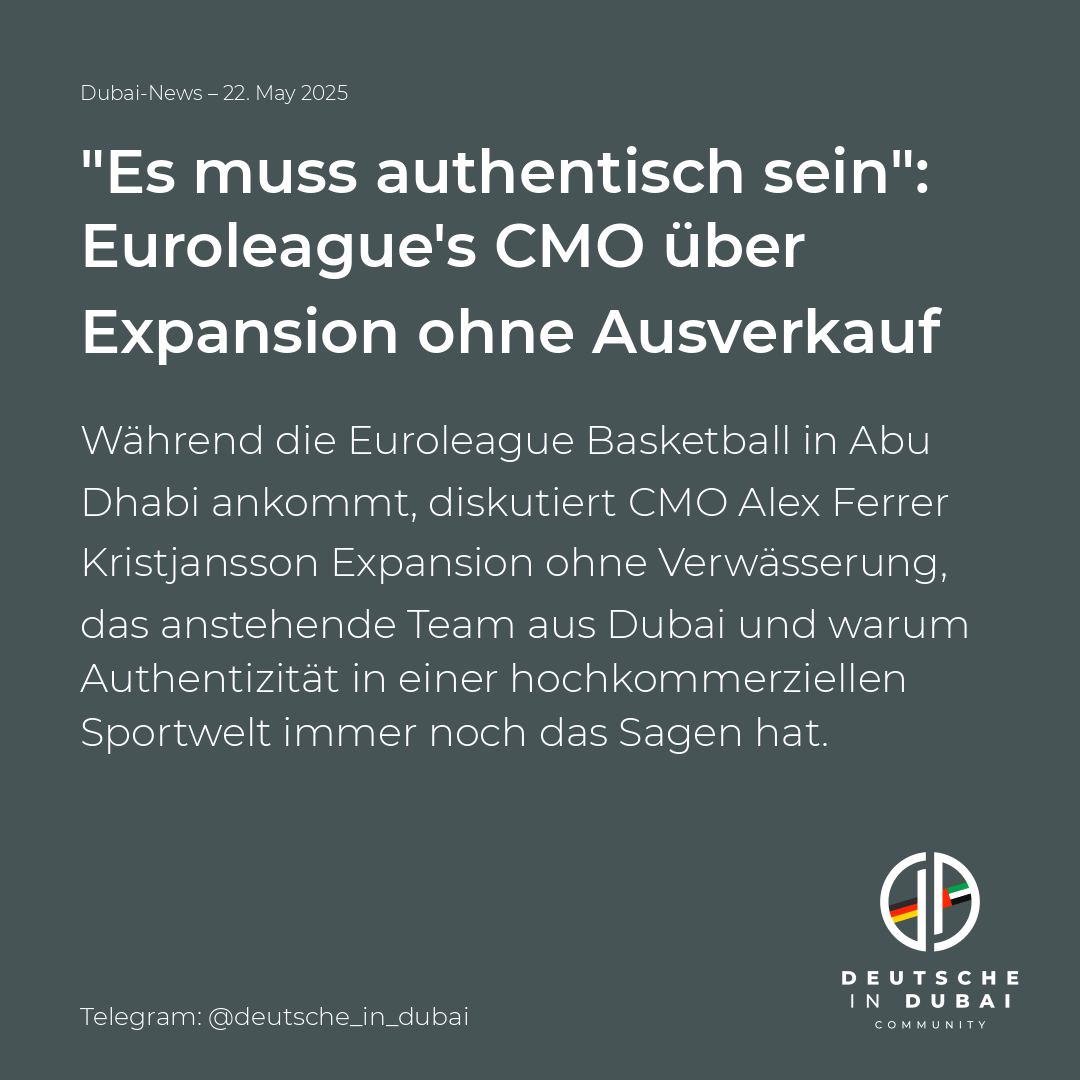 Dubai-News – 22. May 2025
"Es muss authentisch sein":
Euroleague's CMO über
Expansion ohne Ausverkauf
Während die Euroleague Basketball in Abu
Dhabi ankommt, diskutiert CMO Alex Ferrer
Kristjansson Expansion ohne Verwässerung,
das anstehende Team aus Dubai und warum
Authentizität in einer hochkommerziellen
Sportwelt immer noch das Sagen hat.
DEUTSCHE
IN DUBAI
COMMUNITY
Telegram: @deutsche_in_dubai